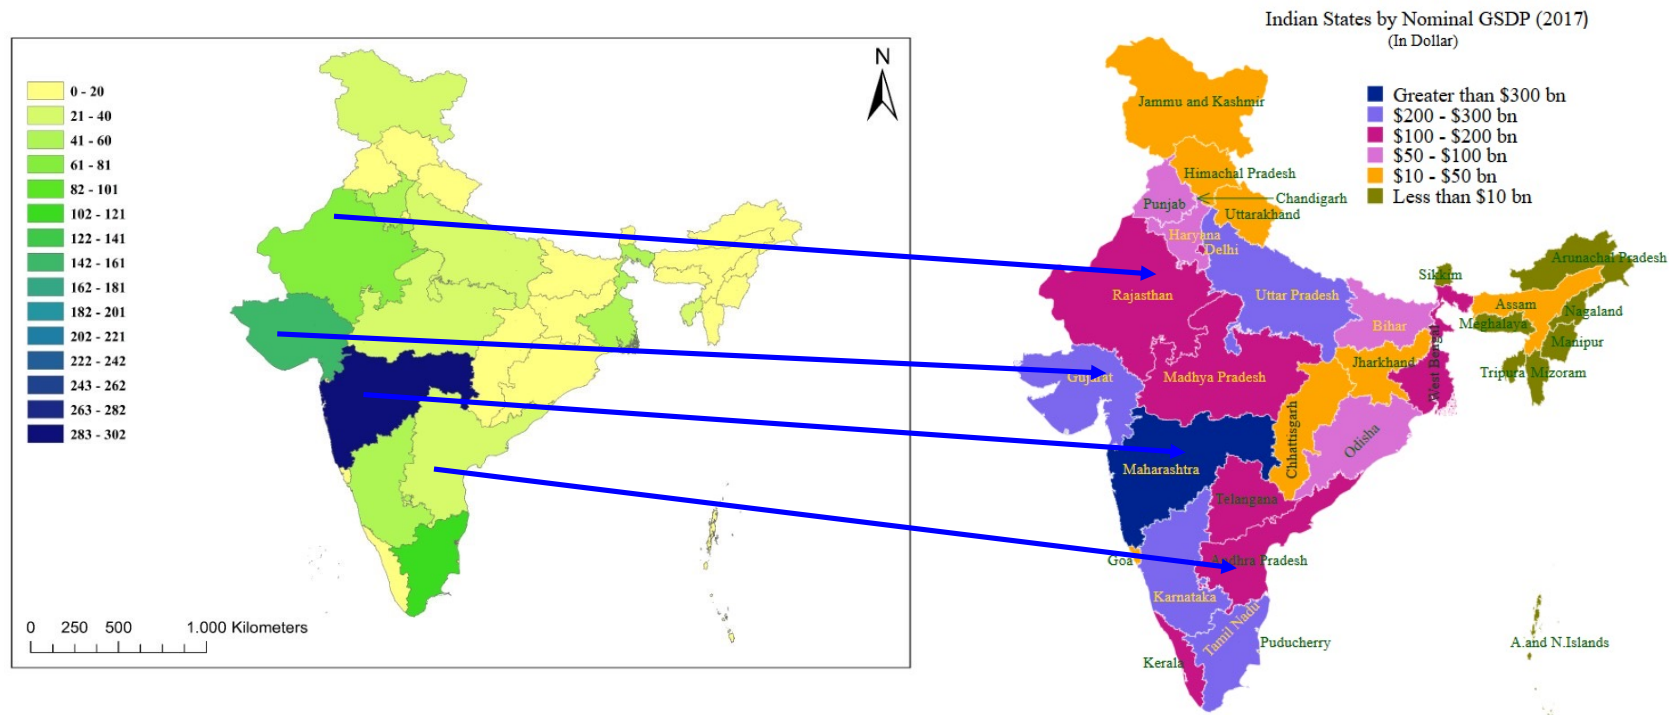 N
0 - 20
21 - 40
41 - 60
61 - 81
82 - 101
102 - 121
122 - 141
142 - 161
162 - 181
182 - 201
202 - 221
222 - 242
243 - 262
263 - 282
283 - 302
0 250 500 1.000 Kilometers
Indian States by Nominal GSDP (2017)
(In Dollar)
Greater than $300 bn
$200 - $300 bn
$100 - $200 bn
$50 - $100 bn
$10 - $50 bn
Less than $10 bn
Jammu and Kashmir
Himachal Pradesh
Chandigarh
Punjab
Uttarakhand
Haryana
Delhi
Arunachal Pradesh
Sikkim
Rajasthan
Uttar Pradesh
Assam
Nagaland
Bihar
Meghalaya
Manipur
Jharkhand
West Bengal
Tripura
Mizoram
Gujarat
Madhya Pradesh
Chhattisgarh
Odisha
Maharashtra
Telangana
Goa
Andhra Pradesh
Karnataka
Tamil Nadu
Puducherry
A.and N.Islands
Kerala